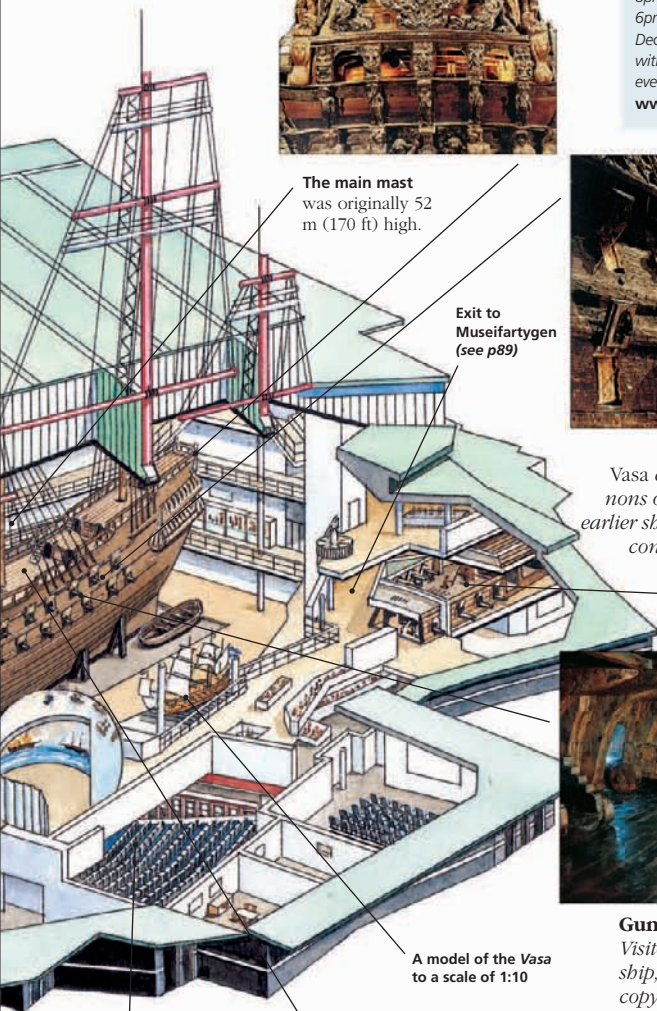 6pr
Dec
with
eve
ww
The main mast
was originally 52
m (170 ft) high.
Exit to
Museifartygen
(see p89)
Vasa
nons o
earlier sh
con
A model of the Vasa
to a scale of 1:10
Gun
Visit
ship,
copy